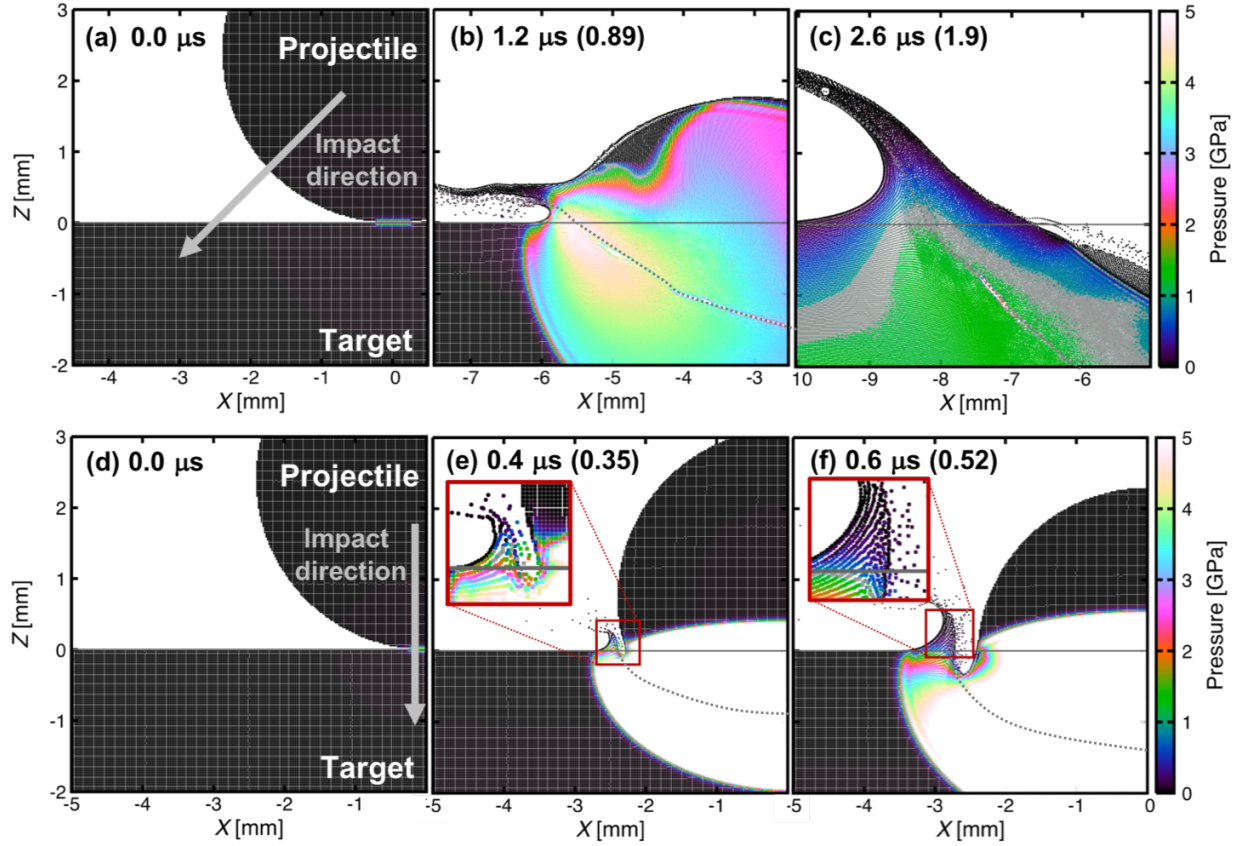 (a) 0.0 μs
Projectile
Impact
direction
Target
Z [mm]
3
2
1
0
-1
-2
-4
-3
-2
-1
0
X [mm]
(b) 1.2 μs (0.89)
-7
-6
-5
-4
-3
X [mm]
(c) 2.6 μs (1.9)
10
-9
-8
-7
-6
X [mm]
5
4
3
2
1
0
Pressure [GPa]
(d) 0.0 μs
Projectile
Impact
direction
Target
Z [mm]
3
2
1
0
-1
-2
-5
-4
-3
-2
-1
X [mm]
(e) 0.4 μs (0.35)
-5
-4
-3
-2
-1
X [mm]
(f) 0.6 μs (0.52)
-5
-4
-3
-2
-1
0
X [mm]
5
4
3
2
1
0
Pressure [GPa]